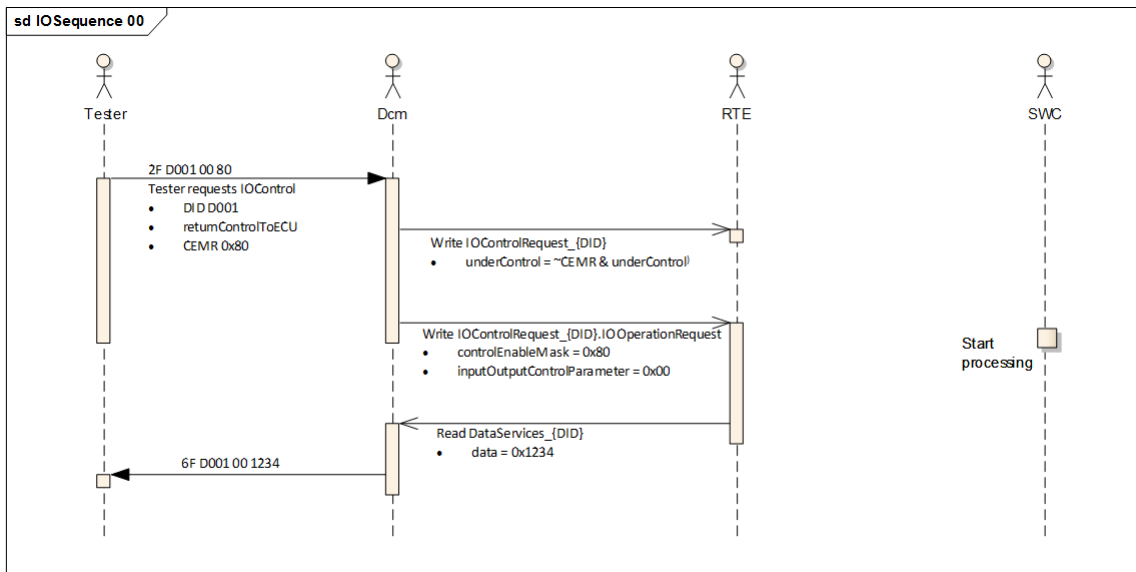 sd IOSequence 00
Tester
Dcm
RTE
SWC
2F D001 00 80
Tester requests IOControl
• DID D001
• returnControlToECU
• CEMR 0x80
Write IOControlRequest_{DID}
• underControl = ~CEMR & underControl)
Write IOControlRequest_{DID}.IOOperationRequest
• controlEnableMask = 0x80
• inputOutputControlParameter = 0x00
Start
processing
Read DataServices_{DID}
• data = 0x1234
6F D001 00 1234